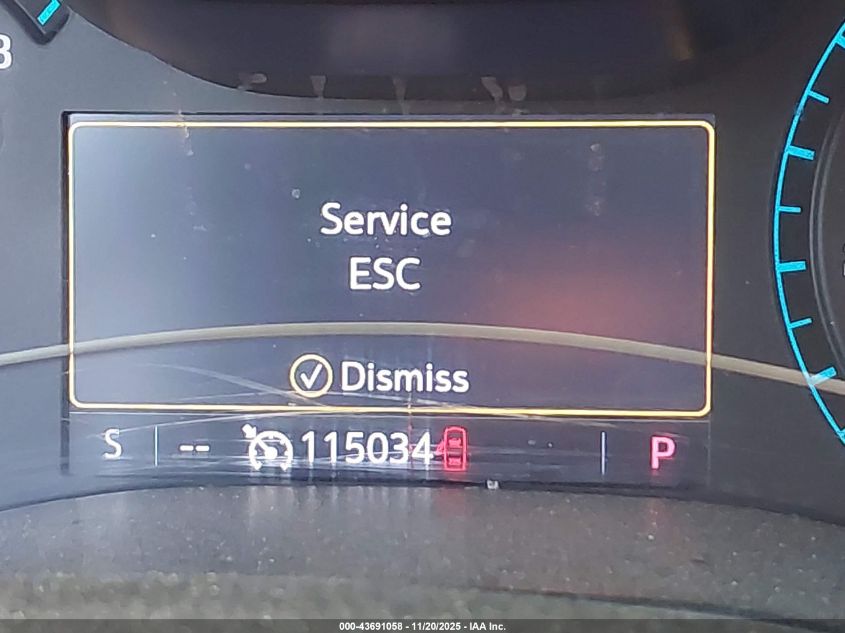 Service
ESC
Dismiss
S -- 115034 P
000-43691058 - 11/20/2025 - IAA Inc.